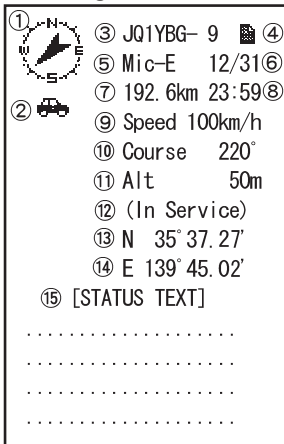 ① N
W E
S
③ JQ1YBG- 9 ④
⑤ Mic-E 12/31⑥
⑦ 192.6km 23:59⑧
②
⑨ Speed 100km/h
⑩ Course 220°
⑪ Alt 50m
⑫ (In Service)
⑬ N 35°37.27'
⑭ E 139°45.02'
⑮ [STATUS TEXT]
.....................
.....................
.....................
.....................